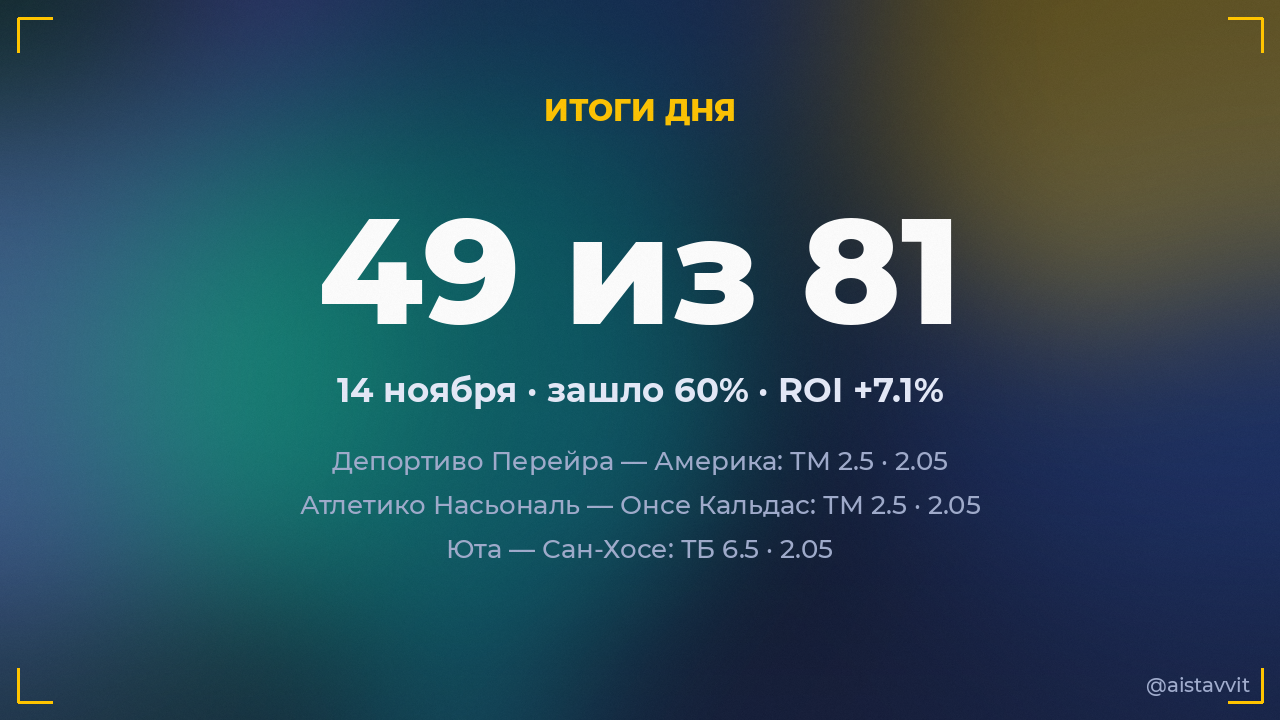 ИТОГИ ДНЯ
49 из 81
14 ноября · зашло 60% · ROI +7.1%
Депортиво Перейра — Америка: ТМ 2.5 · 2.05
Атлетико Насьональ — Онсе Кальдас: ТМ 2.5 · 2.05
Юта — Сан-Хосе: ТБ 6.5 · 2.05
@aistavvit